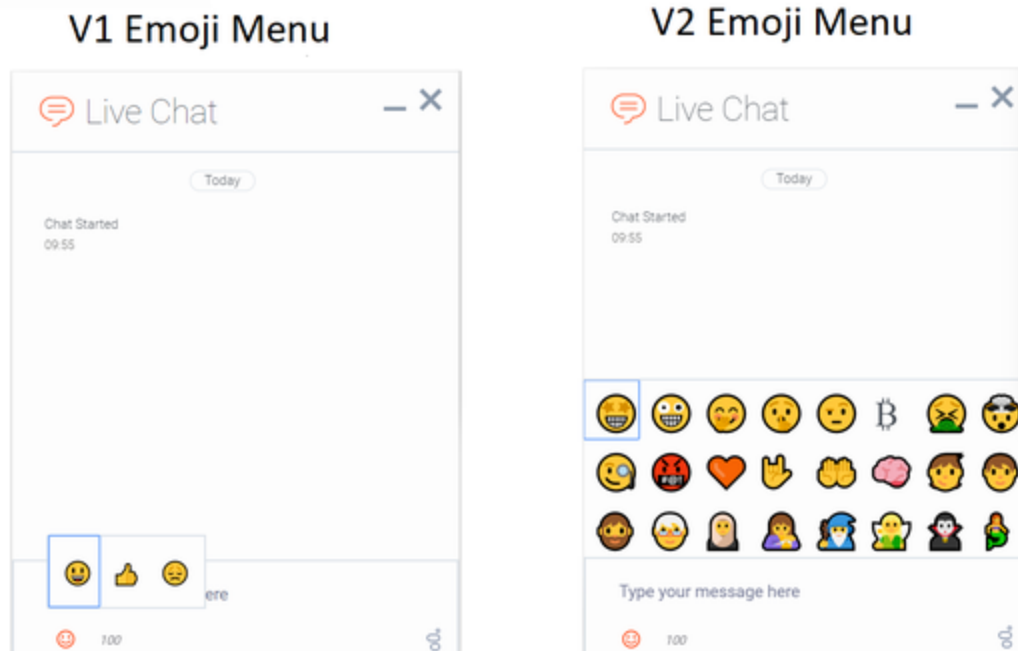 V1 Emoji Menu
Live Chat
Today
Chat Started
09:55
ere
100
V2 Emoji Menu
Live Chat
Today
Chat Started
09:55
Type your message here
100